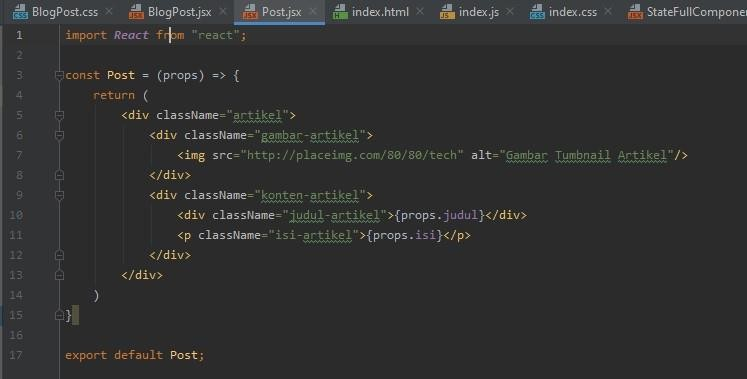 BlogPost.css BlogPost.jsx Post.jsx index.html index.js index.css StateFullComponen
1 import React from "react";
2
3 const Post = (props) => {
4 return (
5 <div className="artikel">
6 <div className="gambar-artikel">
7 <img src="http://placeimg.com/80/80/tech" alt="Gambar Tumbnail Artikel"/>
8 </div>
9 <div className="konten-artikel">
10 <div className="judul-artikel">{props.judul}</div>
11 <p className="isi-artikel">{props.isi}</p>
12 </div>
13 </div>
14 )
15 }
16
17 export default Post;